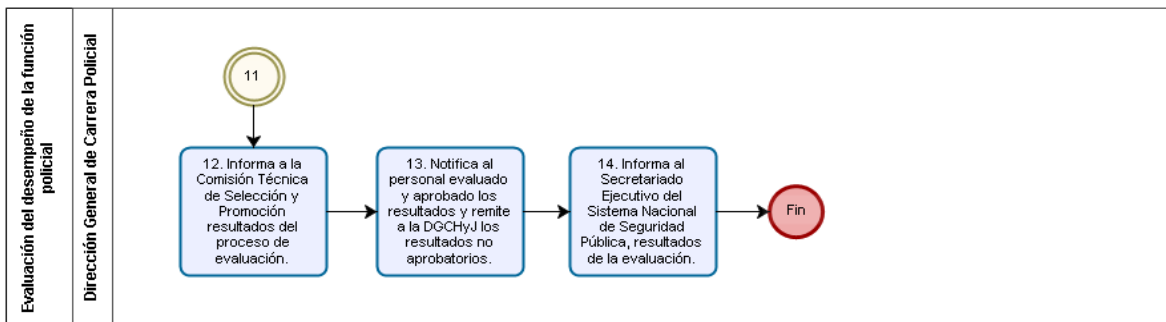 Evaluación del desempeño de la función
policial
Dirección General de Carrera Policial
11
12. Informa a la
Comisión Técnica
de Selección y
Promoción
resultados del
proceso de
evaluación.
13. Notifica al
personal evaluado
y aprobado los
resultados y remite
a la DGCHyJ los
resultados no
aprobatorios.
14. Informa al
Secretariado
Ejecutivo del
Sistema Nacional
de Seguridad
Pública, resultados
de la evaluación.
Fin